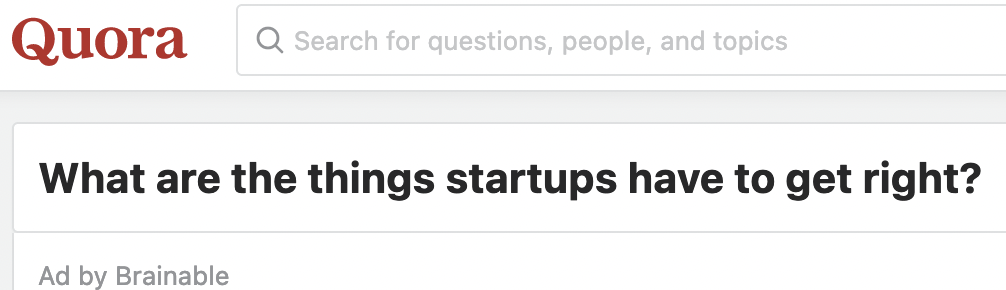 Quora
Search for questions, people, and topics
What are the things startups have to get right?
Ad by Brainable